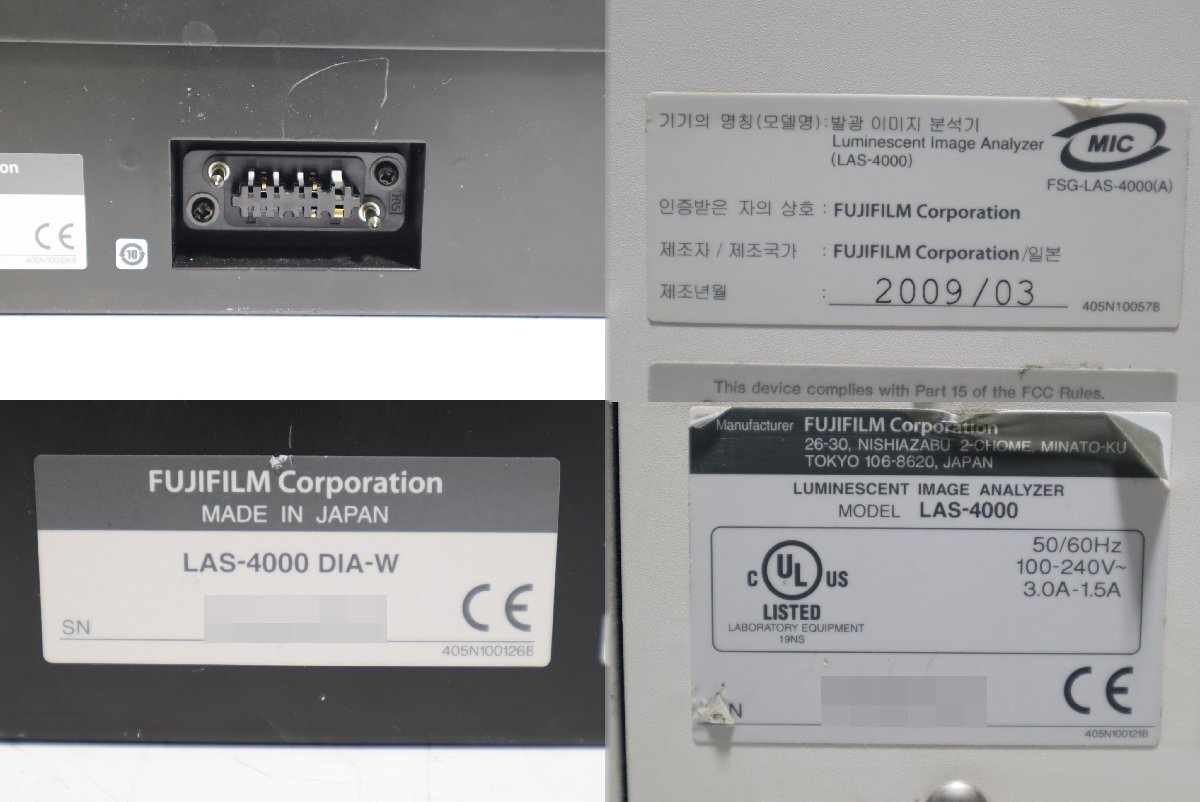 on
CE
405N100126B
10
R5
기기의 명칭(모델명): 발광 이미지 분석기
Luminescent Image Analyzer
(LAS-4000)
MIC
FSG-LAS-4000(A)
인증받은 자의 상호 : FUJIFILM Corporation
제조자 / 제조국가 : FUJIFILM Corporation/일본
제조년월 : 2009/03
405N100578
This device complies with Part 15 of the FCC Rules.
FUJIFILM Corporation
MADE IN JAPAN
LAS-4000 DIA-W
SN
CE
405N100126B
Manufacturer FUJIFILM Corporation
26-30, NISHIAZABU 2-CHOME, MINATO-KU
TOKYO 106-8620, JAPAN
LUMINESCENT IMAGE ANALYZER
MODEL LAS-4000
C UL US
LISTED
LABORATORY EQUIPMENT
19NS
50/60Hz
100-240V~
3.0A-1.5A
N
CE
405N100121B